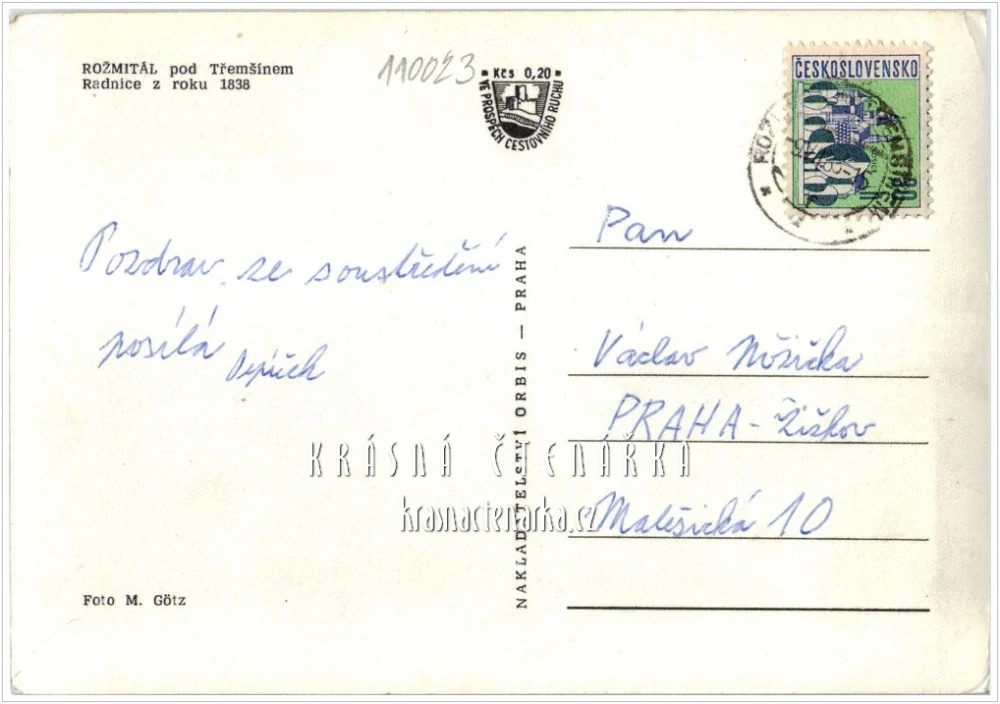 ROŽMITÁL pod Třemšínem
Radnice z roku 1838
110023
Kčs 0,20
VE PROSPĚCH CESTOVNÍHO RUCHU
ČESKOSLOVENSKO
Pozdrav ze soustředění
posílá
Pan
Václav
PRAHA - Žižkov
Malešická 10
NAKLADATELSTVÍ ORBIS — PRAHA
KRÁSNÁ ČTENÁŘKA
krasnactenarka.cz
Foto M. Götz